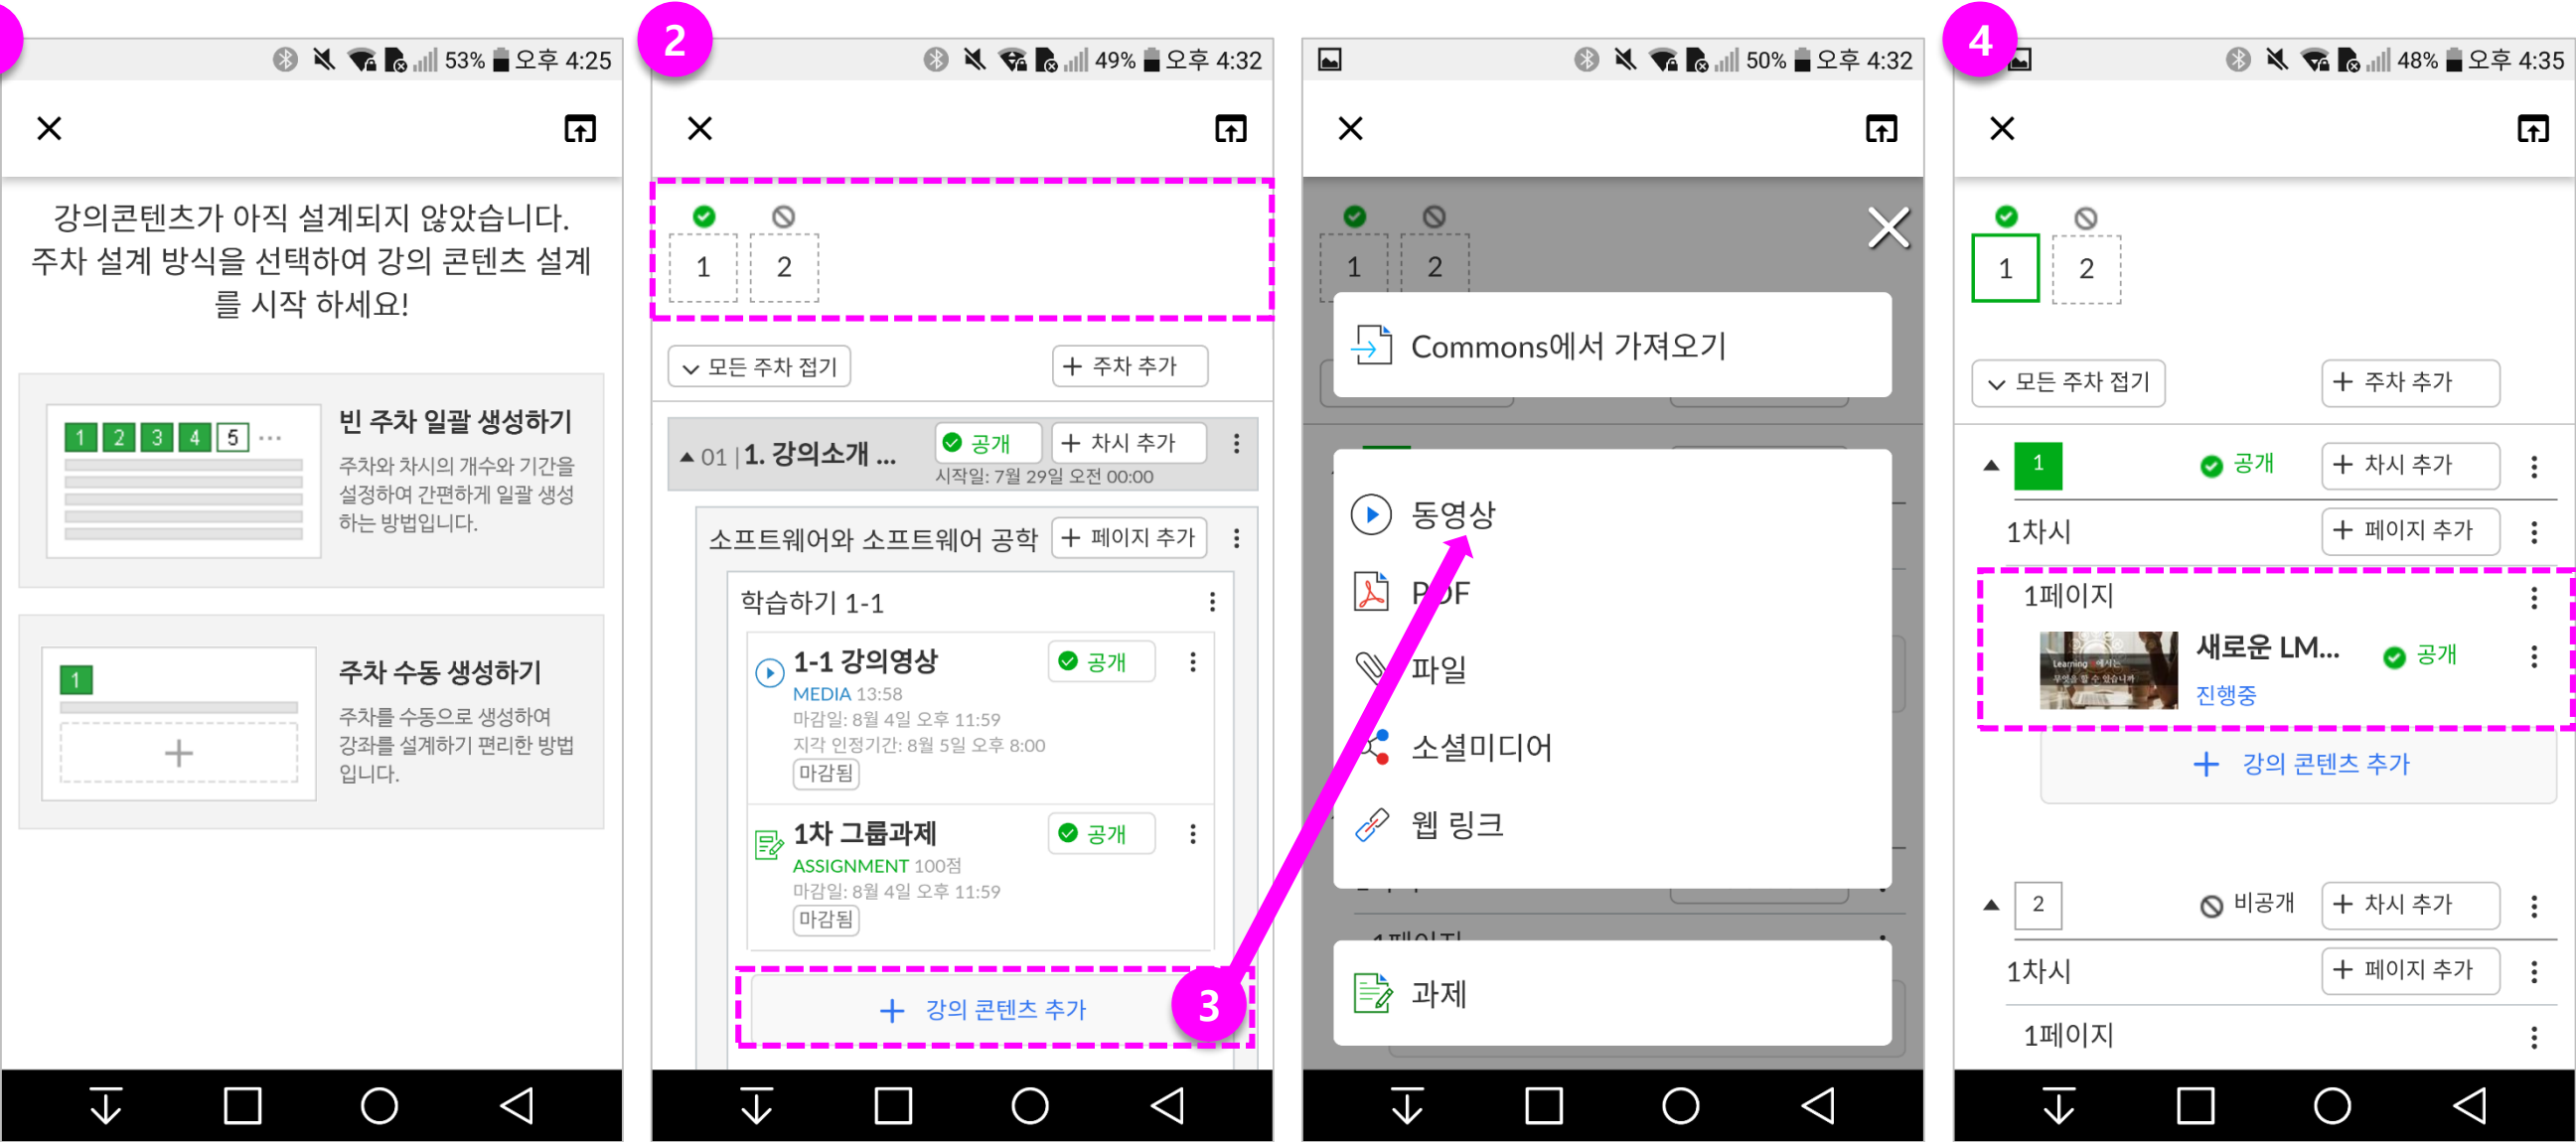 53% 오후 4:25
강의콘텐츠가 아직 설계되지 않았습니다.
주차 설계 방식을 선택하여 강의 콘텐츠 설계
를 시작 하세요!
1 2 3 4 5 ...
빈 주차 일괄 생성하기
주차와 차시의 개수와 기간을
설정하여 간편하게 일괄 생성
하는 방법입니다.
1
주차 수동 생성하기
주차를 수동으로 생성하여
강좌를 설계하기 편리한 방법
입니다.
2
49% 오후 4:32
1 2
모든 주차 접기
+ 주차 추가
01 | 1. 강의소개 ...
공개
+ 차시 추가
시작일: 7월 29일 오전 00:00
소프트웨어와 소프트웨어 공학
+ 페이지 추가
학습하기 1-1
1-1 강의영상
공개
MEDIA 13:58
마감일: 8월 4일 오후 11:59
지각 인정기간: 8월 5일 오후 8:00
마감됨
1차 그룹과제
공개
ASSIGNMENT 100점
마감일: 8월 4일 오후 11:59
마감됨
+ 강의 콘텐츠 추가
3
50% 오후 4:32
1 2
Commons에서 가져오기
동영상
PDF
파일
소셜미디어
웹 링크
1페이지
과제
4
48% 오후 4:35
1 2
모든 주차 접기
+ 주차 추가
1
공개
+ 차시 추가
1차시
+ 페이지 추가
1페이지
Learning X에서는
무엇을 할 수 있습니까
새로운 LM...
공개
진행중
+ 강의 콘텐츠 추가
2
비공개
+ 차시 추가
1차시
+ 페이지 추가
1페이지